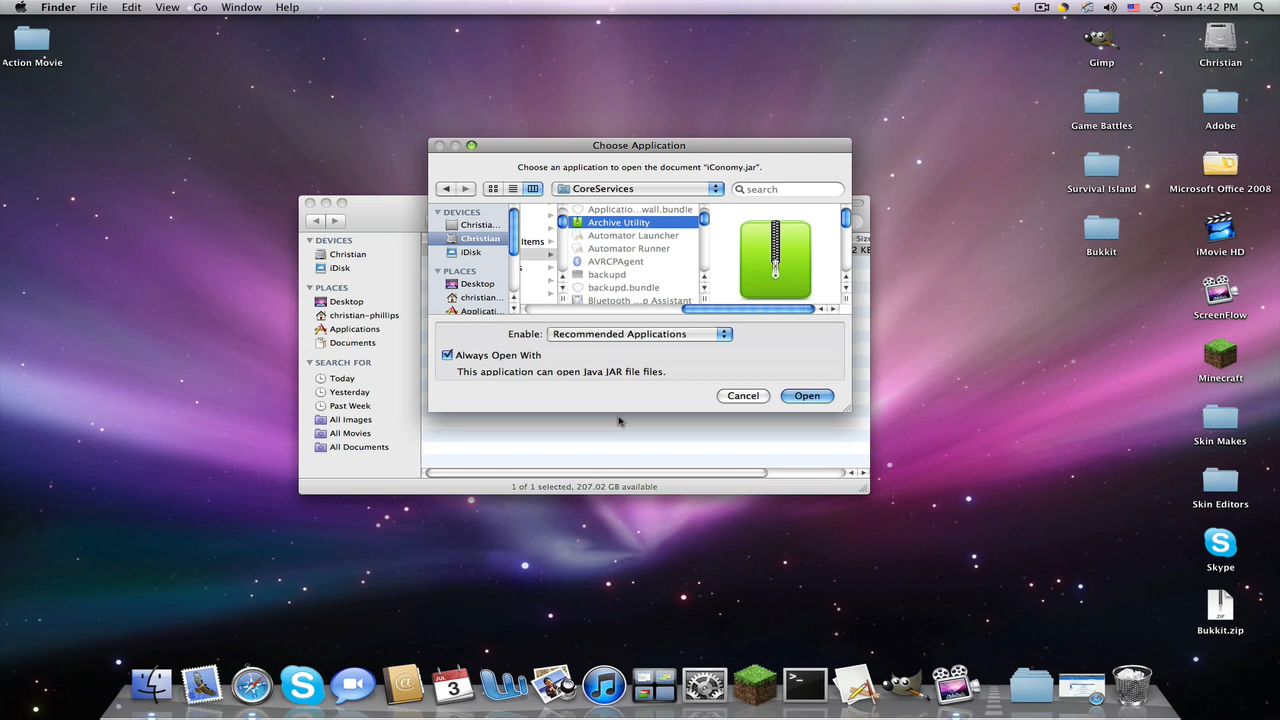 Finder File Edit View Go Window Help
Sun 4:42 PM
Action Movie
Gimp
Christian
Game Battles
Adobe
Survival Island
Microsoft Office 2008
Bukkit
iMovie HD
ScreenFlow
Minecraft
Skin Makes
Skin Editors
Skype
ZIP
Bukkit.zip
Choose Application
Choose an application to open the document “iConomy.jar”.
CoreServices
search
DEVICES
Christia...
Christian
iDisk
PLACES
Desktop
christian...
Applicati...
Items
s
Applicatio...wall.bundle
Archive Utility
Automator Launcher
Automator Runner
AVRCPAgent
backupd
backupd.bundle
Bluetooth ...p Assistant
Enable: Recommended Applications
Always Open With
This application can open Java JAR file files.
Cancel Open
DEVICES
Christian
iDisk
PLACES
Desktop
christian-phillips
Applications
Documents
SEARCH FOR
Today
Yesterday
Past Week
All Images
All Movies
All Documents
Size
KB
1 of 1 selected, 207.02 GB available
JUL
3